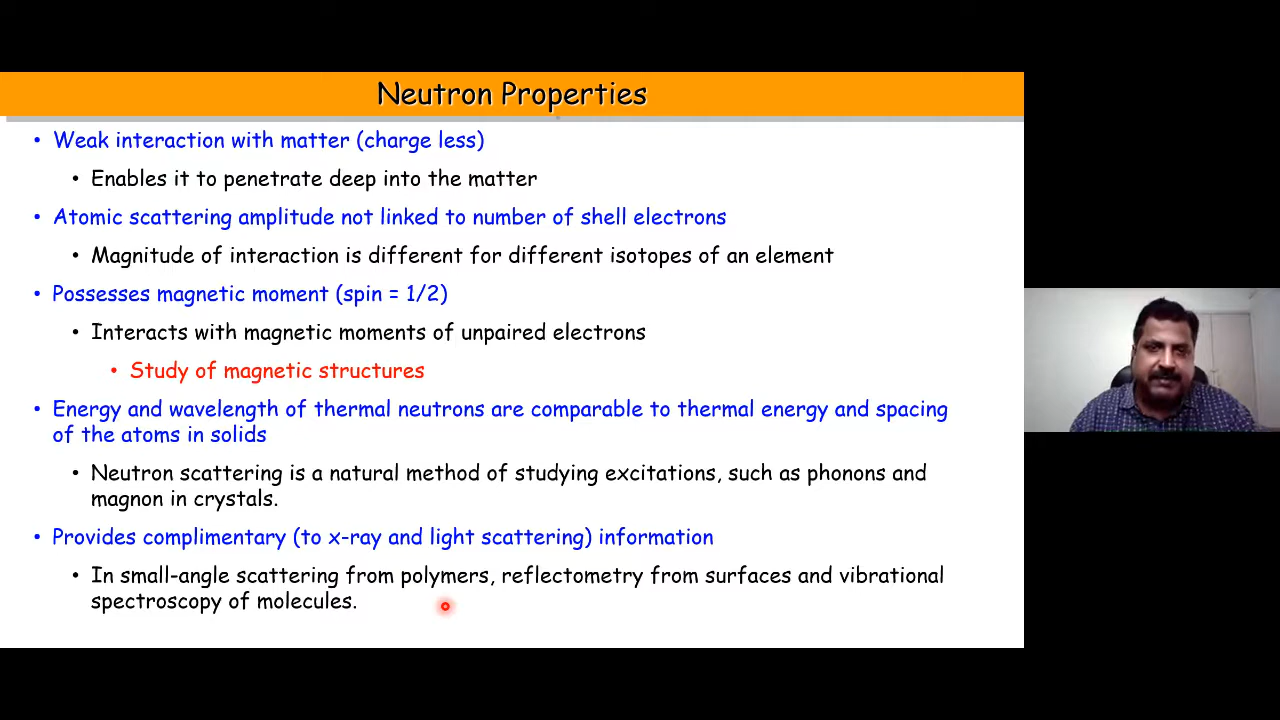 Neutron Properties
• Weak interaction with matter (charge less)
• Enables it to penetrate deep into the matter
• Atomic scattering amplitude not linked to number of shell electrons
• Magnitude of interaction is different for different isotopes of an element
• Possesses magnetic moment (spin = 1/2)
• Interacts with magnetic moments of unpaired electrons
• Study of magnetic structures
• Energy and wavelength of thermal neutrons are comparable to thermal energy and spacing
of the atoms in solids
• Neutron scattering is a natural method of studying excitations, such as phonons and
magnon in crystals.
• Provides complimentary (to x-ray and light scattering) information
• In small-angle scattering from polymers, reflectometry from surfaces and vibrational
spectroscopy of molecules.